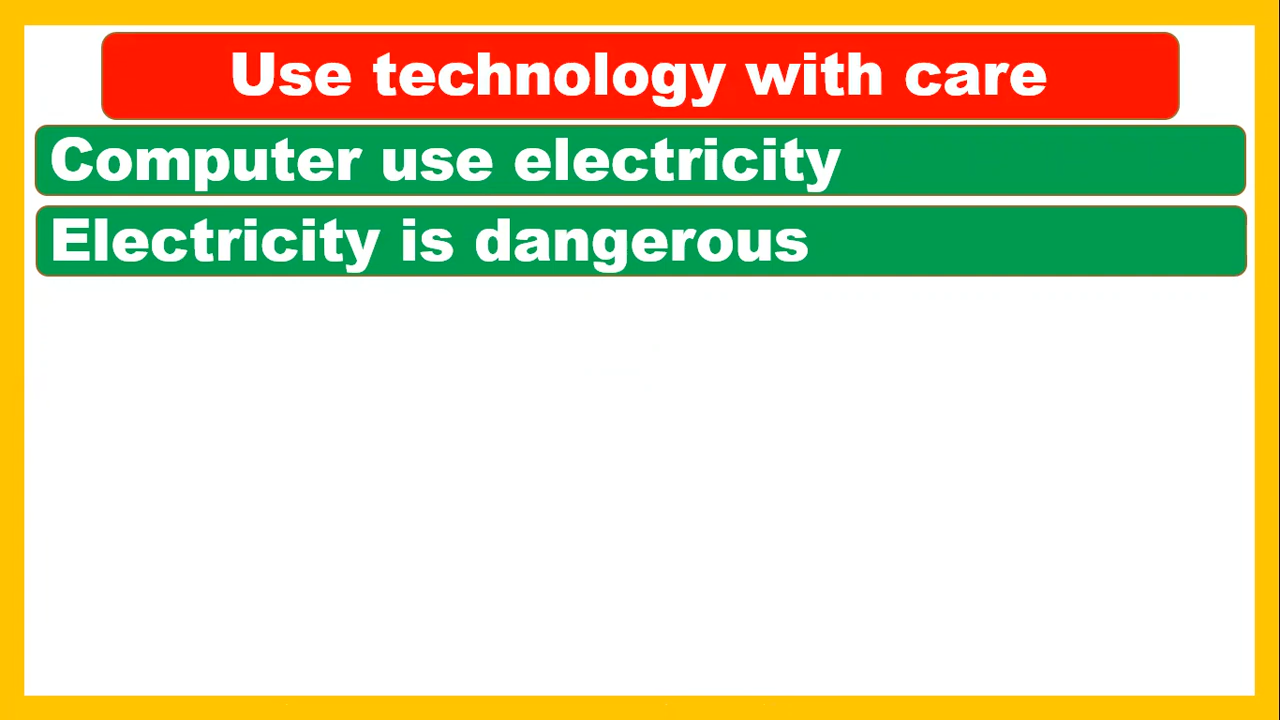 Use technology with care
Computer use electricity
Electricity is dangerous